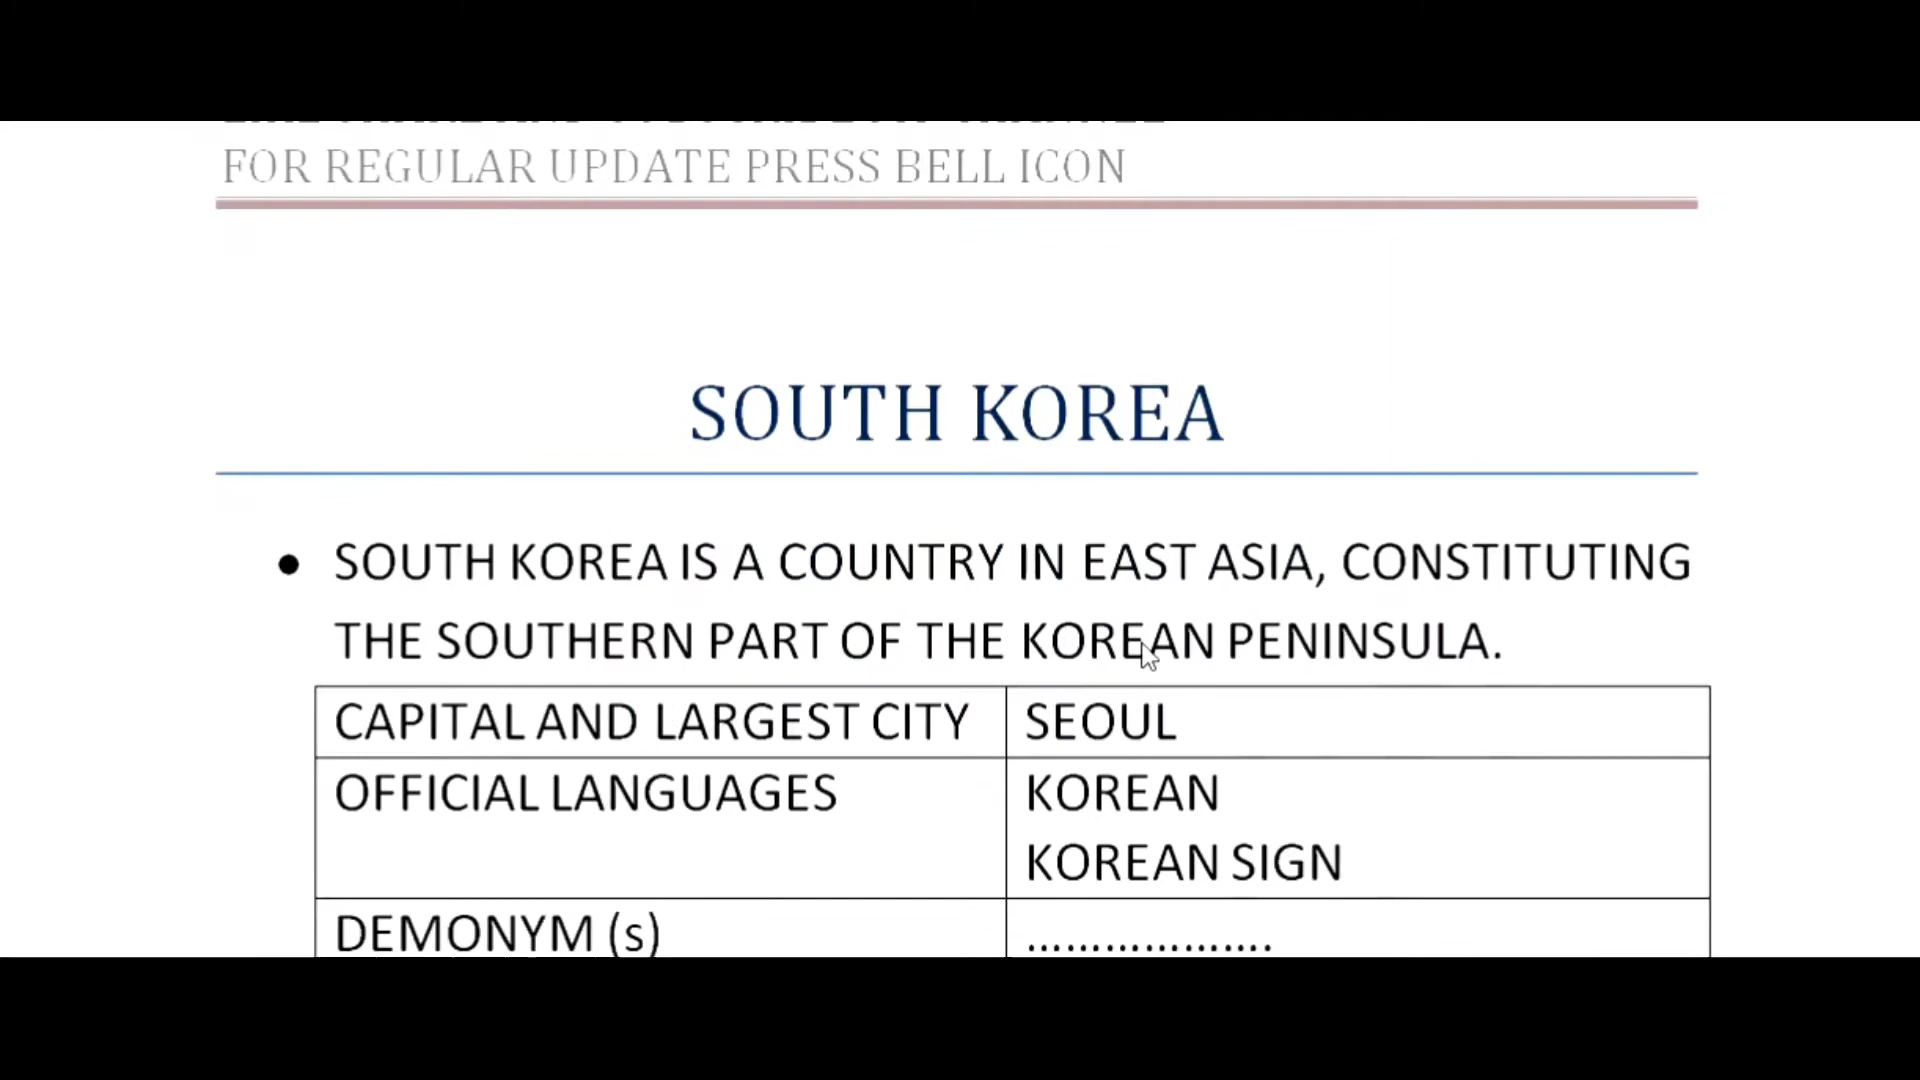 FOR REGULAR UPDATE PRESS BELL ICON
SOUTH KOREA
● SOUTH KOREA IS A COUNTRY IN EAST ASIA, CONSTITUTING
THE SOUTHERN PART OF THE KOREAN PENINSULA.
CAPITAL AND LARGEST CITY SEOUL
OFFICIAL LANGUAGES KOREAN
KOREAN SIGN
DEMONYM (s) ...................